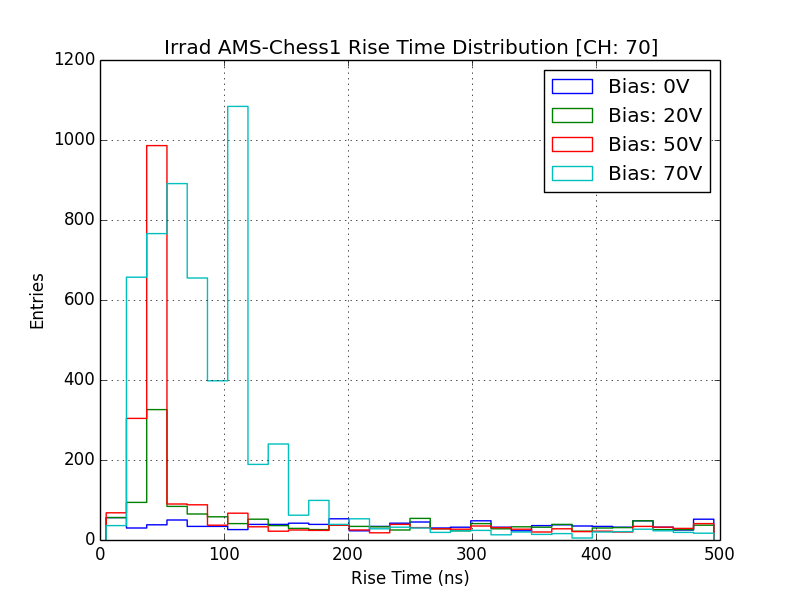 Irrad AMS-Chess1 Rise Time Distribution [CH: 70]
1200
1000
800
600
400
200
0
Entries
Bias: 0V
Bias: 20V
Bias: 50V
Bias: 70V
0 100 200 300 400 500
Rise Time (ns)